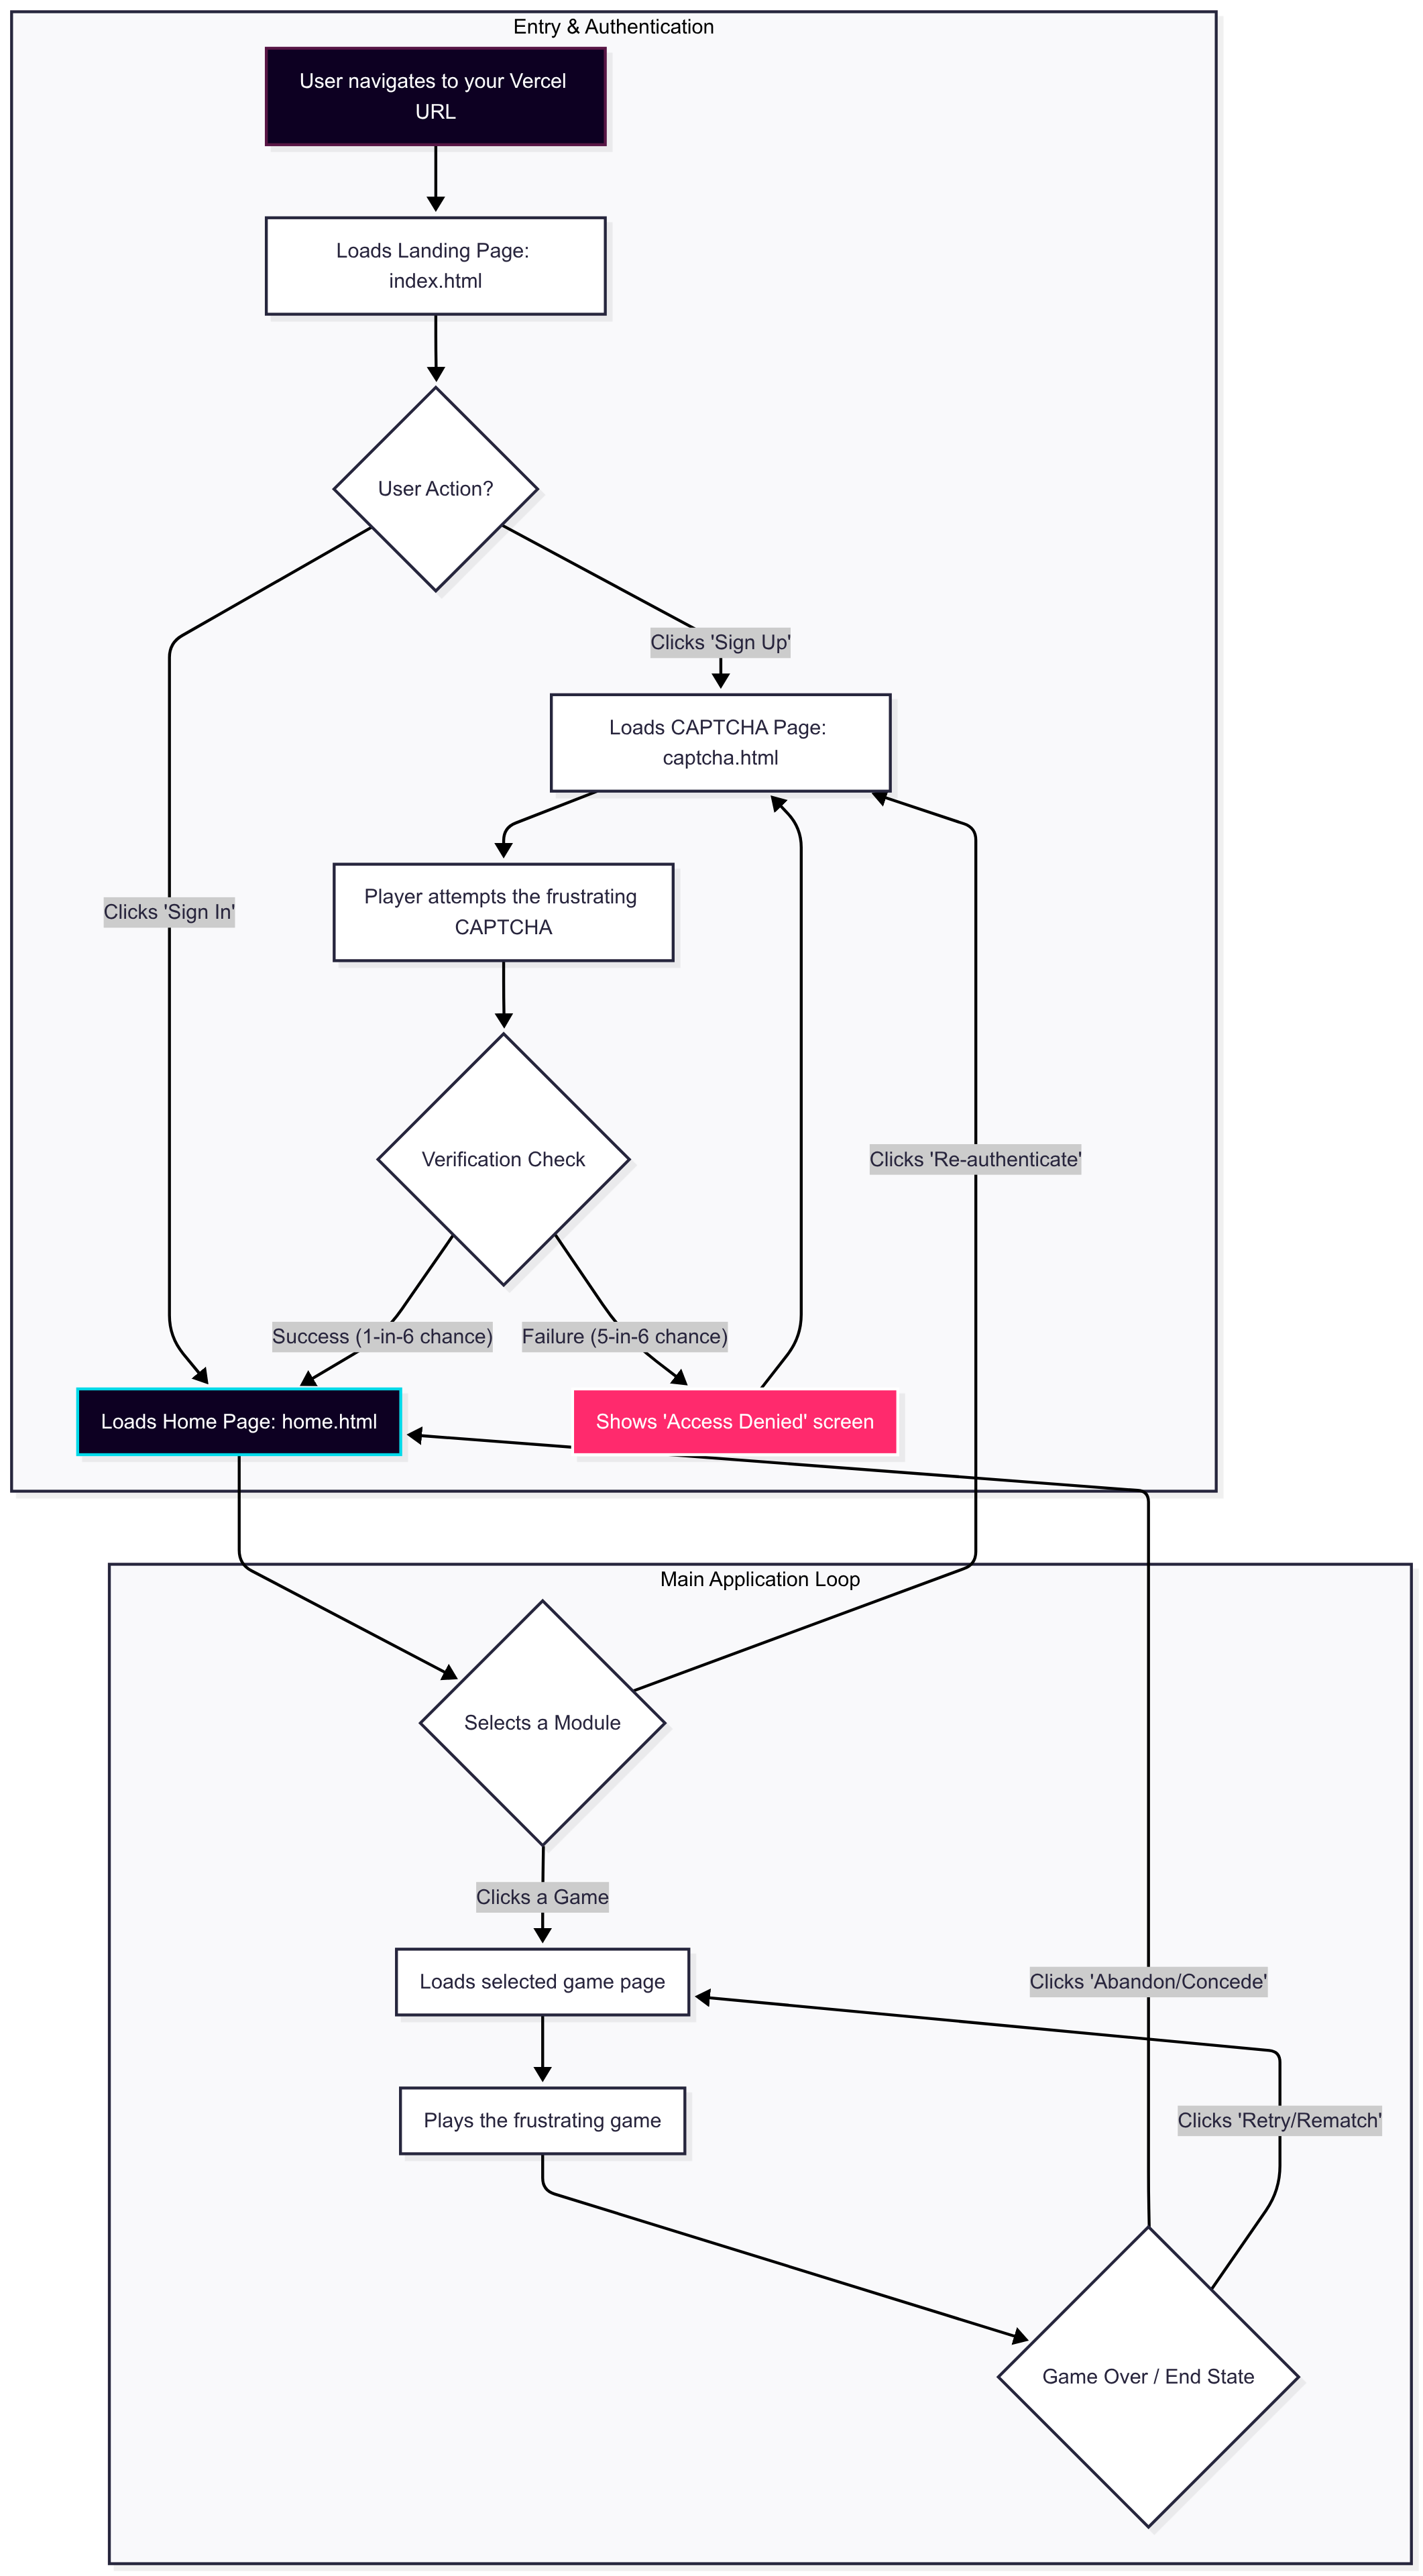 Entry & Authentication
User navigates to your Vercel
URL
Loads Landing Page:
index.html
User Action?
Clicks 'Sign Up'
Loads CAPTCHA Page:
captcha.html
Player attempts the frustrating
CAPTCHA
Clicks 'Sign In'
Verification Check
Clicks 'Re-authenticate'
Success (1-in-6 chance)
Failure (5-in-6 chance)
Loads Home Page: home.html
Shows 'Access Denied' screen
Main Application Loop
Selects a Module
Clicks a Game
Loads selected game page
Clicks 'Abandon/Concede'
Plays the frustrating game
Clicks 'Retry/Rematch'
Game Over / End State